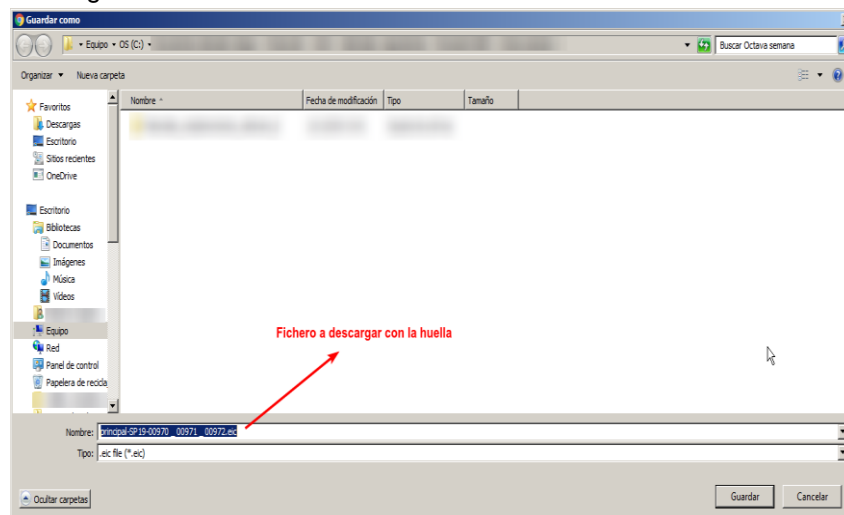 Guardar como
Equipo OS (C:)
Buscar Octava semana
Organizar Nueva carpeta
Nombre Fecha de modificación Tipo Tamaño
Favoritos
Descargas
Escritorio
Sitios recientes
OneDrive
Escritorio
Bibliotecas
Documentos
Imágenes
Música
Vídeos
Equipo
Red
Panel de control
Papelera de recicla
Fichero a descargar con la huella
Nombre: principal-SP19-00970_00971_00972.eic
Tipo: .eic file (*.eic)
Ocultar carpetas
Guardar Cancelar